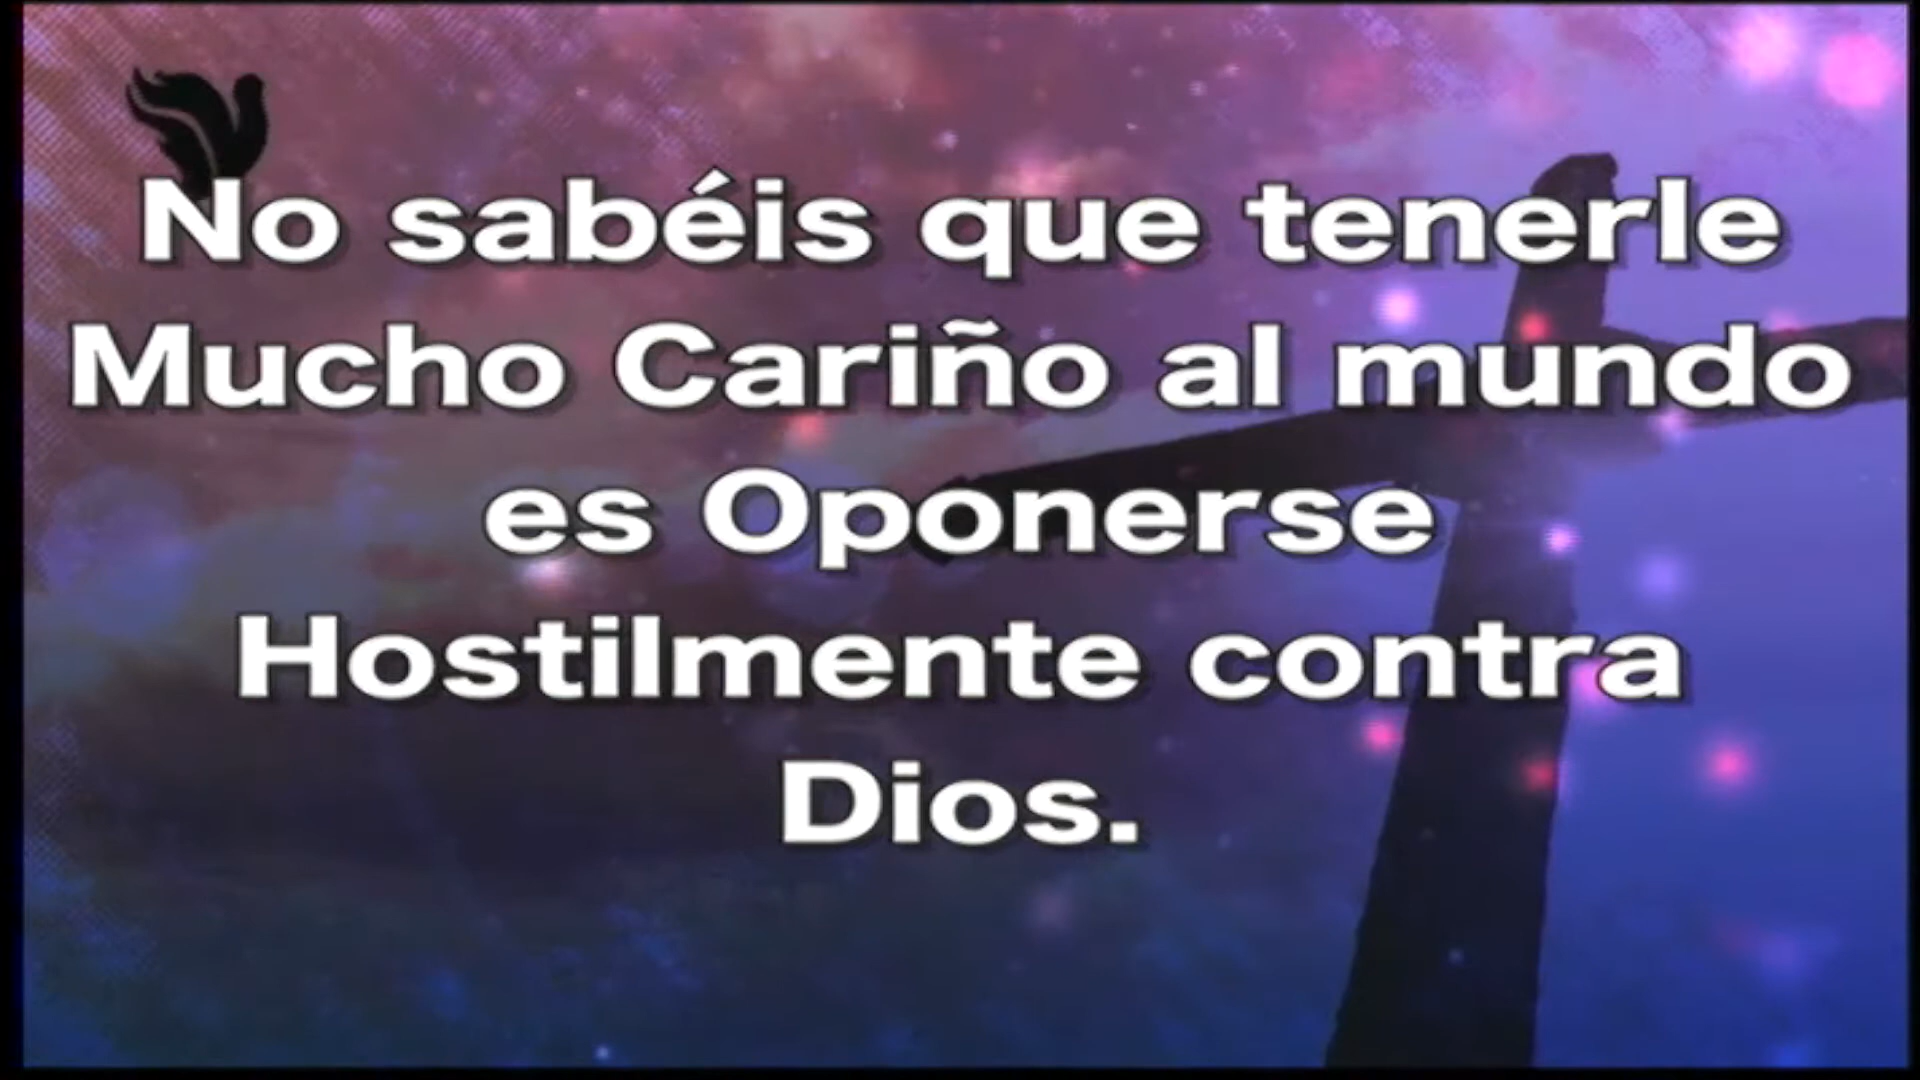 No sabéis que tenerle
Mucho Cariño al mundo
es Oponerse
Hostilmente contra
Dios.